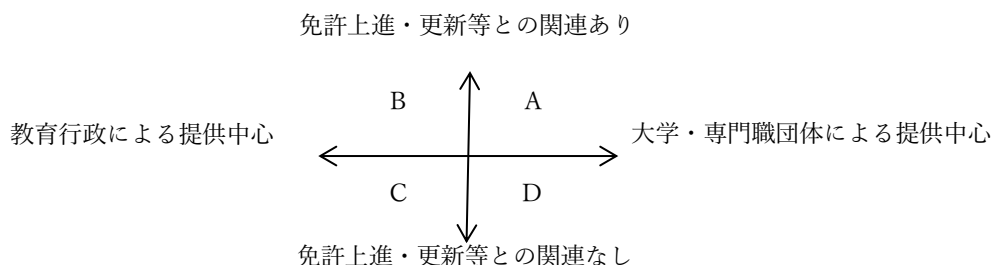 免許上進・更新等との関連あり
B
A
教育行政による提供中心
大学・専門職団体による提供中心
C
D
免許上進・更新等との関連なし